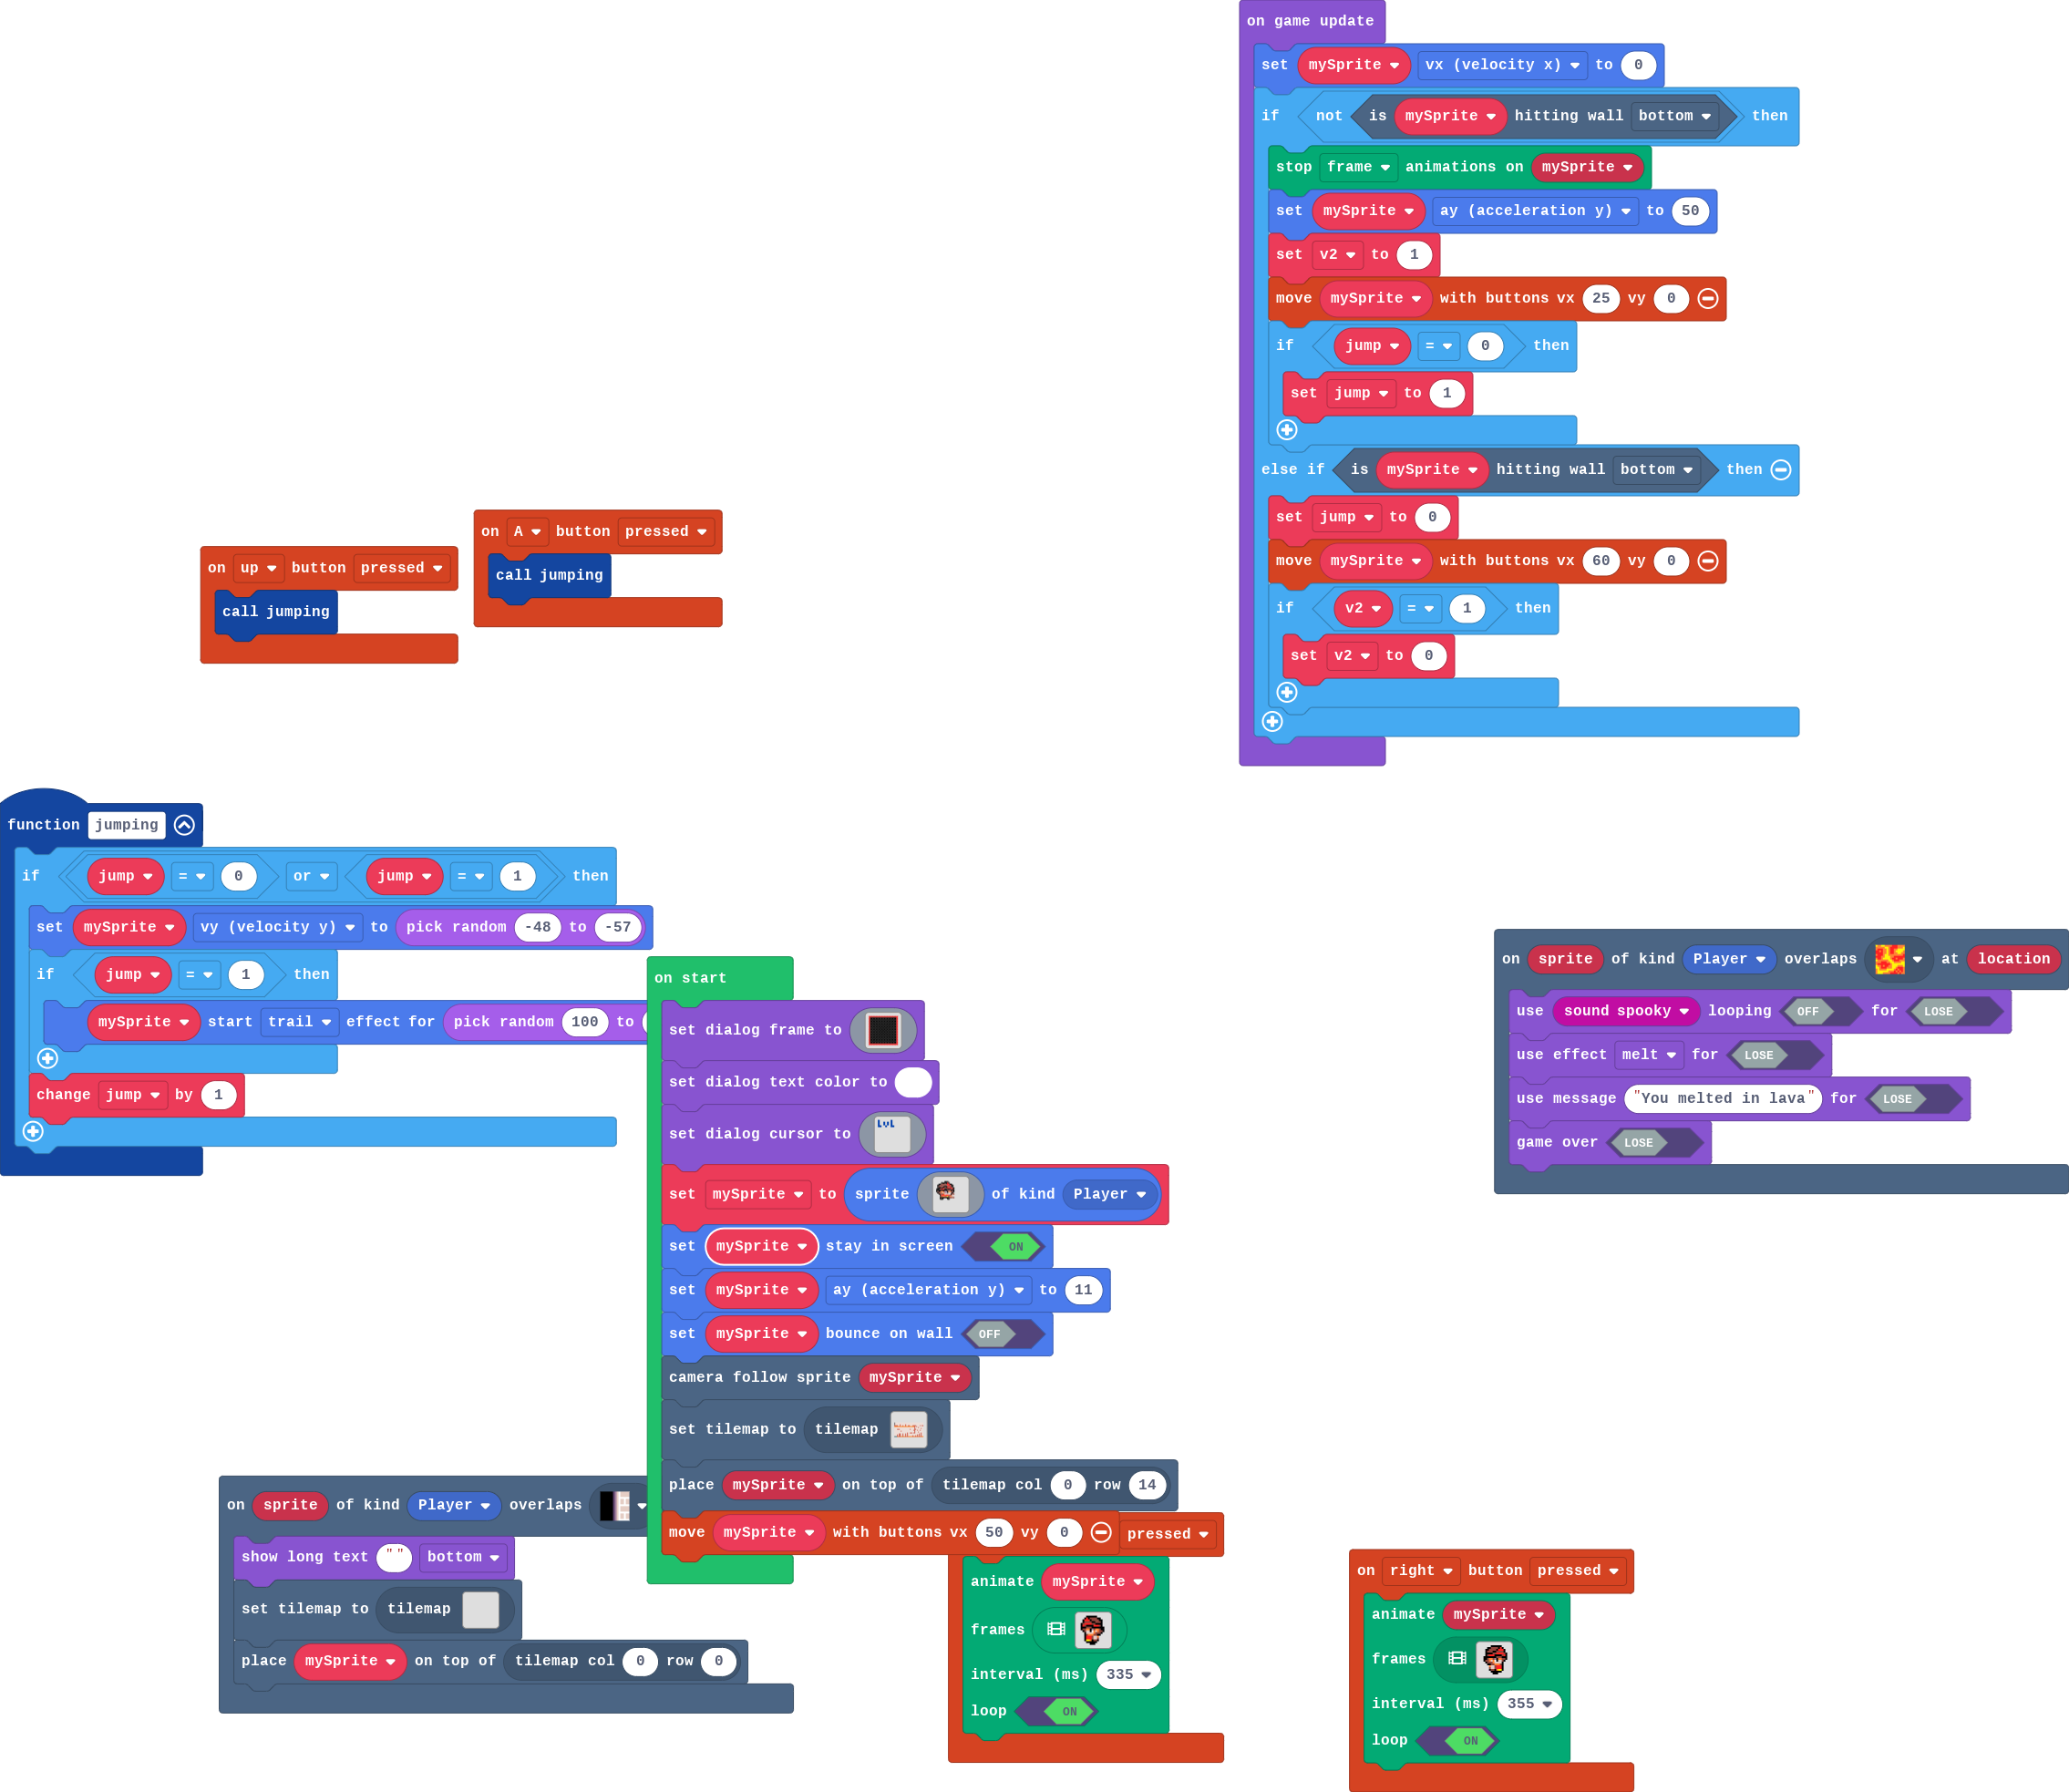 on game update
set mySprite vx (velocity x) to 0
if not is mySprite hitting wall bottom then
stop frame animations on mySprite
set mySprite ay (acceleration y) to 50
set v2 to 1
move mySprite with buttons vx 25 vy 0
if jump = 0 then
set jump to 1
else if is mySprite hitting wall bottom then
set jump to 0
move mySprite with buttons vx 60 vy 0
if v2 = 1 then
set v2 to 0
on A button pressed
call jumping
on up button pressed
call jumping
function jumping
if jump = 0 or jump = 1 then
set mySprite vy (velocity y) to pick random -48 to -57
if jump = 1 then
mySprite start trail effect for pick random 100 to
change jump by 1
on start
set dialog frame to
set dialog text color to
set dialog cursor to
set mySprite to sprite of kind Player
set mySprite stay in screen ON
set mySprite ay (acceleration y) to 11
set mySprite bounce on wall OFF
camera follow sprite mySprite
set tilemap to tilemap
place mySprite on top of tilemap col 0 row 14
move mySprite with buttons vx 50 vy 0
on sprite of kind Player overlaps at location
use sound spooky looping OFF for LOSE
use effect melt for LOSE
use message "You melted in lava" for LOSE
game over LOSE
on sprite of kind Player overlaps
show long text " " bottom
set tilemap to tilemap
place mySprite on top of tilemap col 0 row 0
pressed
animate mySprite
frames
interval (ms) 335
loop ON
on right button pressed
animate mySprite
frames
interval (ms) 355
loop ON